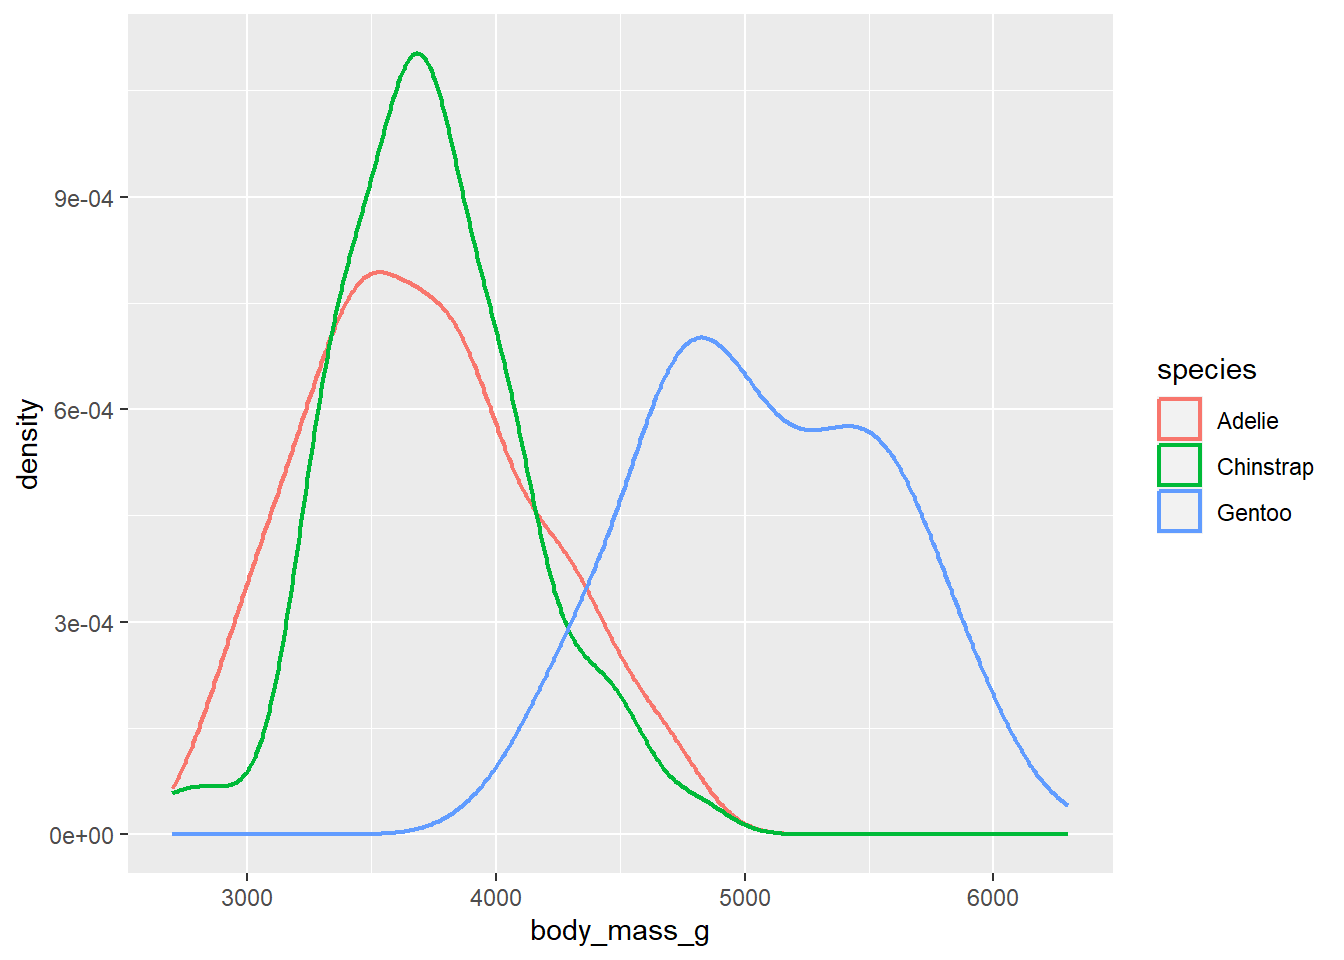 density
9e-04
6e-04
3e-04
0e+00
3000 4000 5000 6000
body_mass_g
species
Adelie
Chinstrap
Gentoo